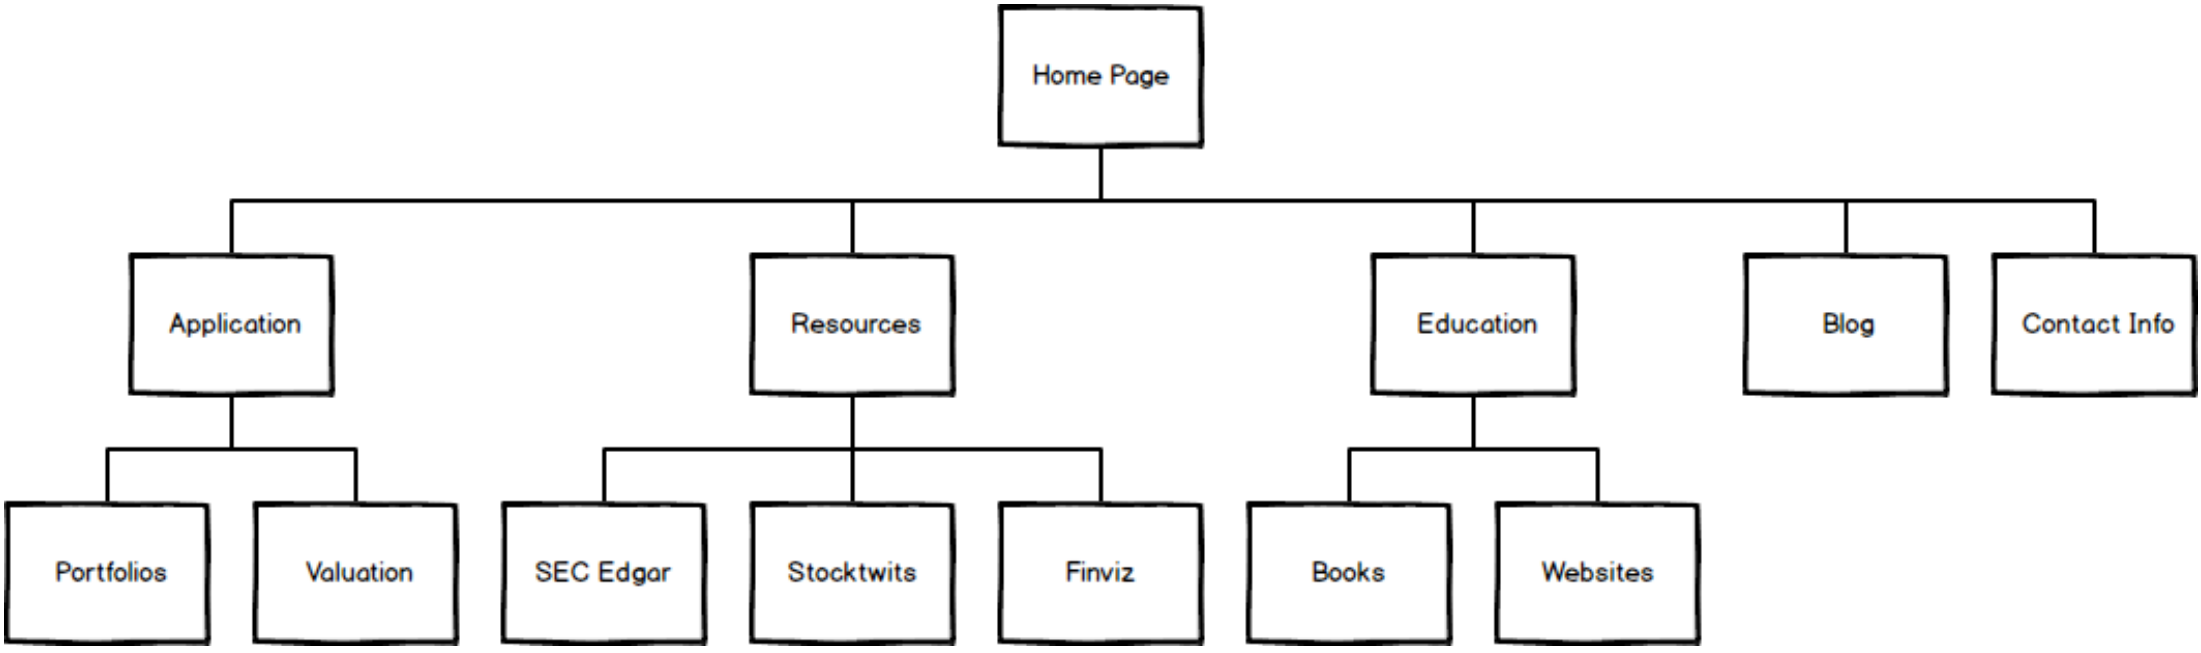 Home Page
Application
Resources
Education
Blog
Contact Info
Portfolios
Valuation
SEC Edgar
Stocktwits
Finviz
Books
Websites